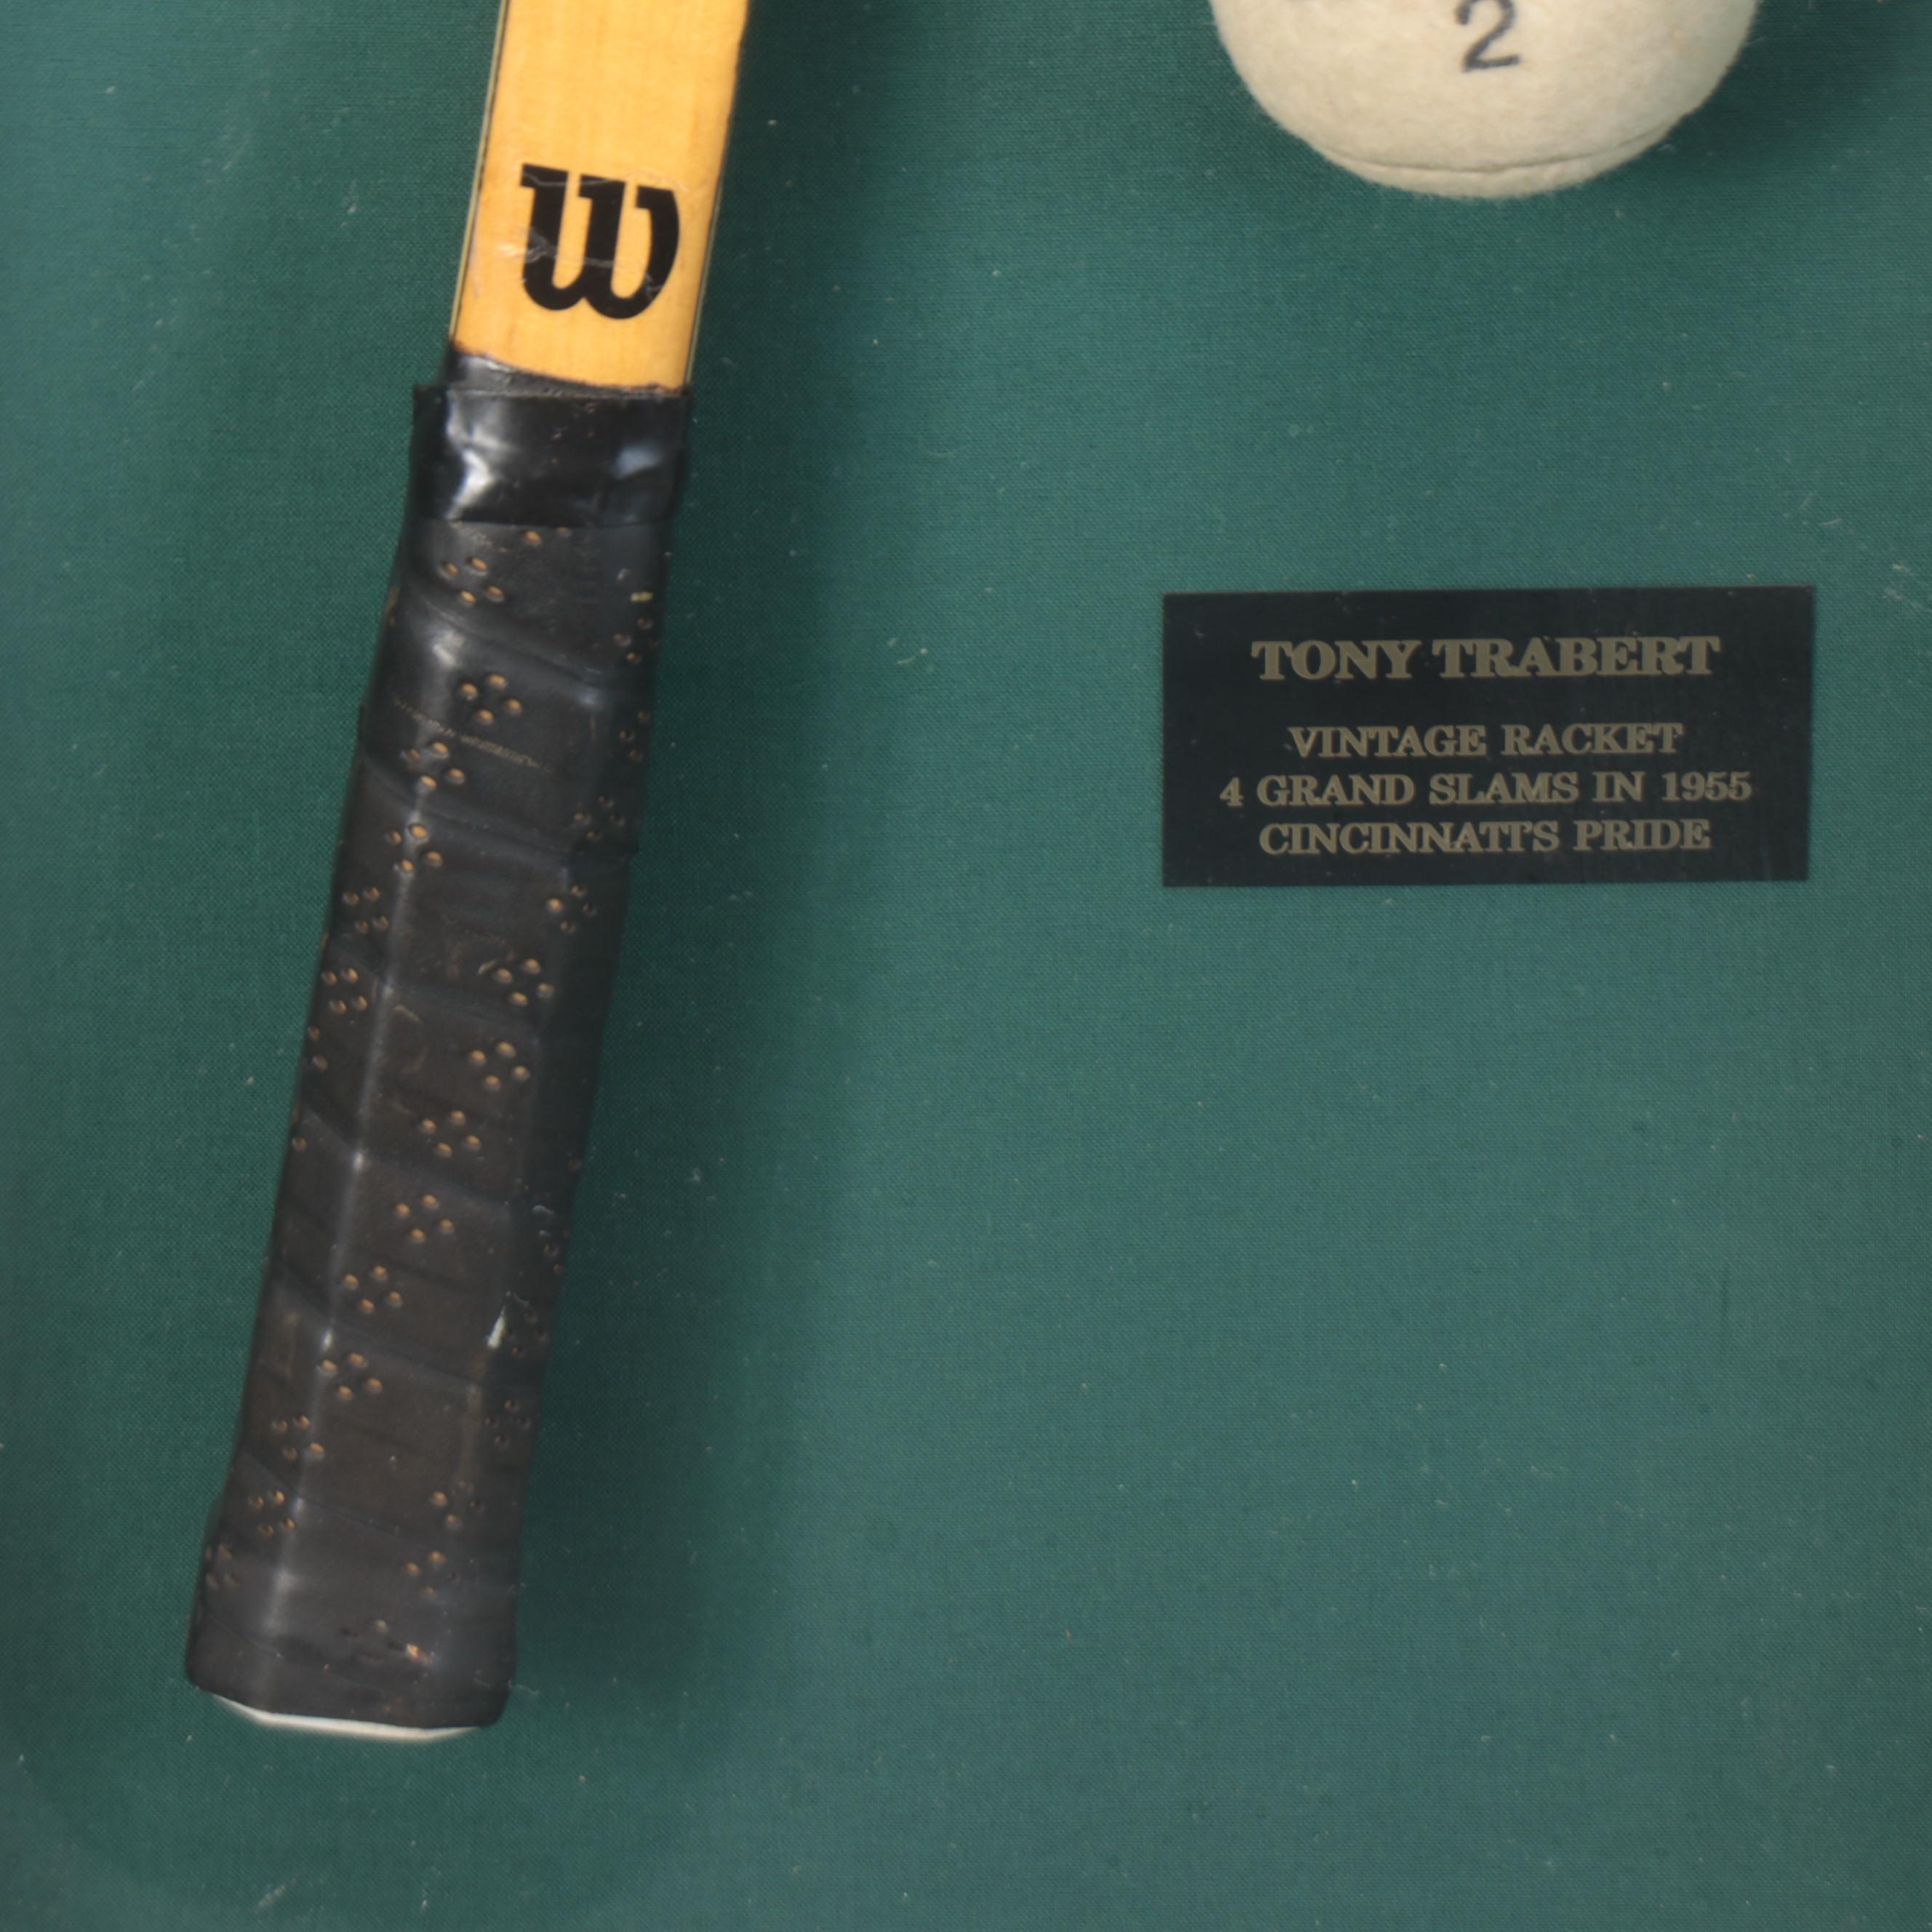 2
W
TONY TRABERT
VINTAGE RACKET
4 GRAND SLAMS IN 1955
CINCINNATI'S PRIDE